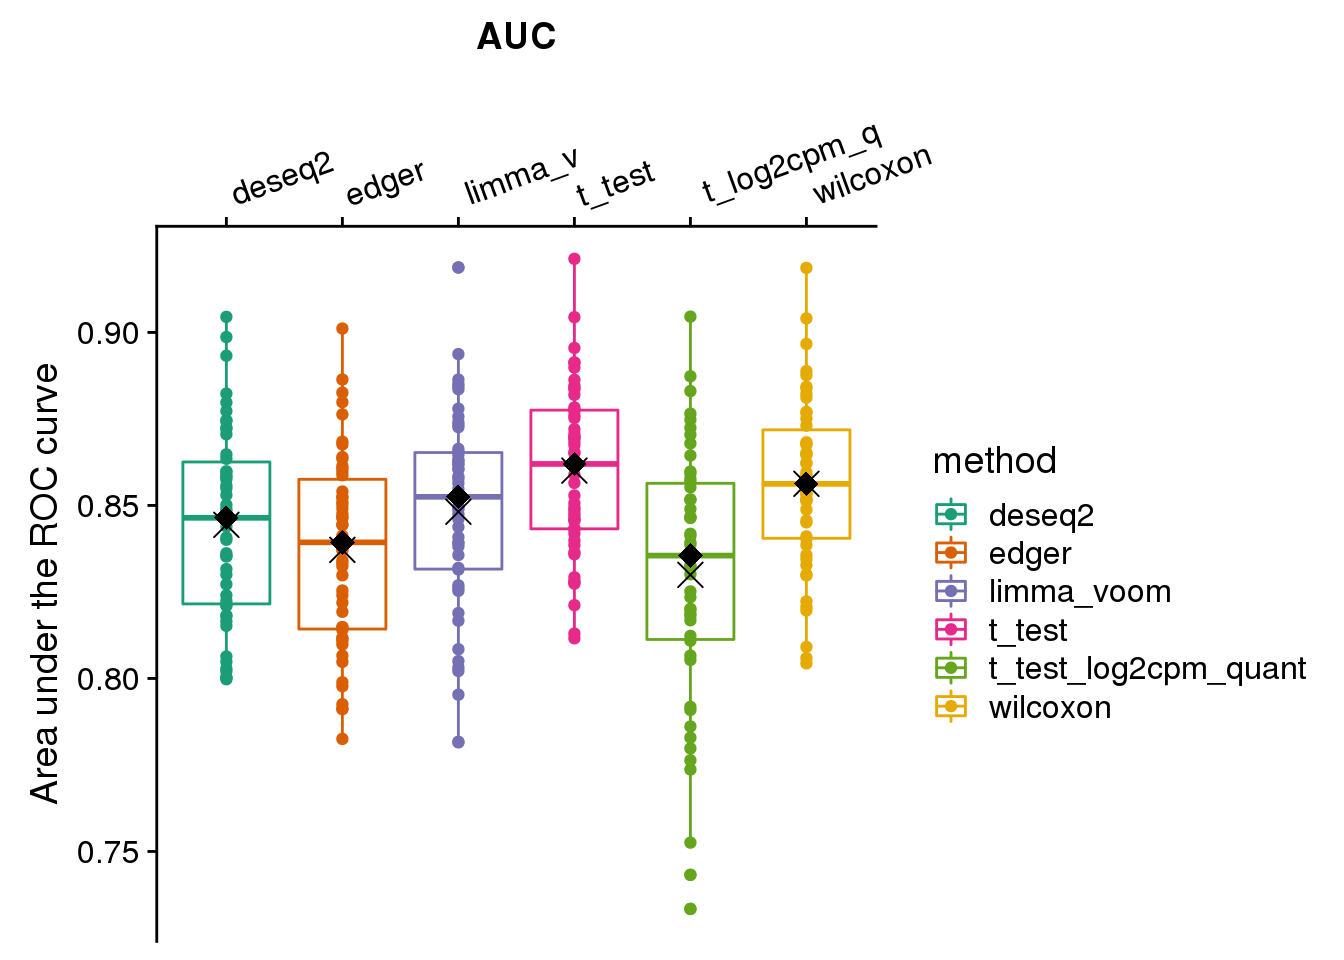 AUC
deseq2
edger
limma_v
t_test
t_log2cpm_q
wilcoxon
Area under the ROC curve
0.90
0.85
0.80
0.75
method
deseq2
edger
limma_voom
t_test
t_test_log2cpm_quant
wilcoxon